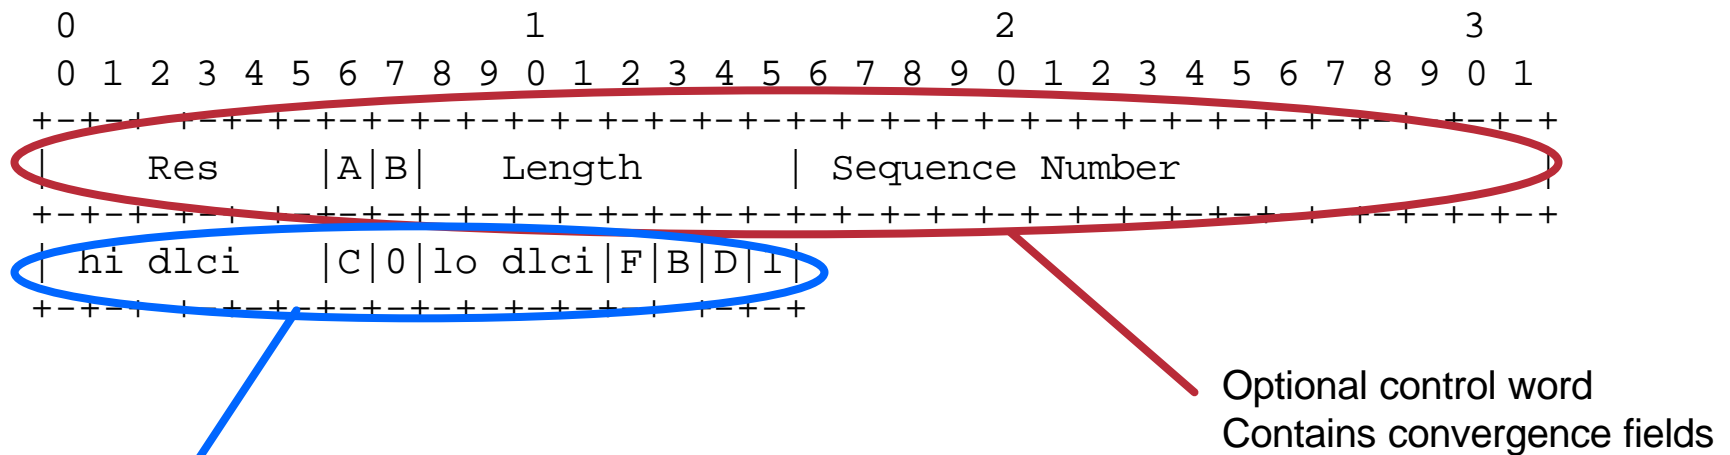 0 1 2 3
0 1 2 3 4 5 6 7 8 9 0 1 2 3 4 5 6 7 8 9 0 1 2 3 4 5 6 7 8 9 0 1
+-+-+-+-+-+-+-+-+-+-+-+-+-+-+-+-+-+-+-+-+-+-+-+-+-+-+-+-+-+-+-+-+
| Res |A|B| Length | Sequence Number |
+-+-+-+-+-+-+-+-+-+-+-+-+-+-+-+-+-+-+-+-+-+-+-+-+-+-+-+-+-+-+-+-+
| hi dlci |C|0|lo dlci|F|B|D|1|
+-+-+-+-+-+-+-+-+-+-+-+-+-+-+-+-+
Optional control word
Contains convergence fields